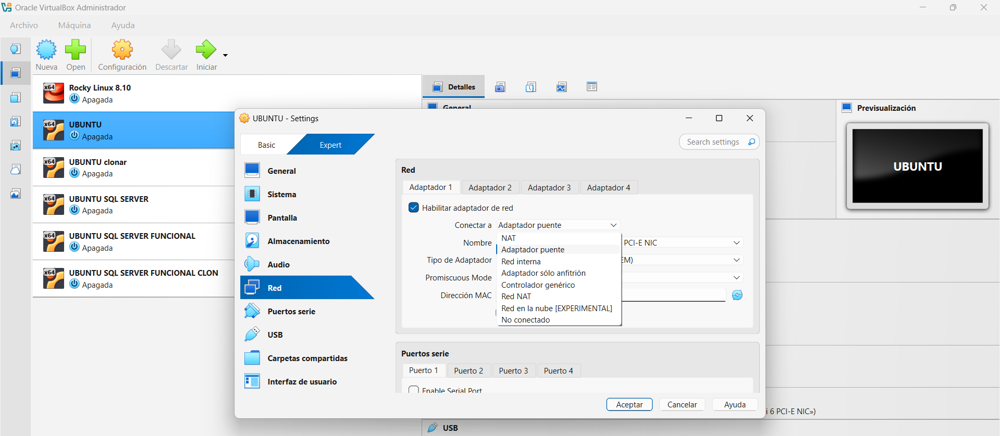 Oracle VirtualBox Administrador
Archivo Máquina Ayuda
Nueva Open Configuración Descartar Iniciar
x64 Rocky Linux 8.10
Apagada
x64 UBUNTU
Apagada
x64 UBUNTU clonar
Apagada
x64 UBUNTU SQL SERVER
Apagada
x64 UBUNTU SQL SERVER FUNCIONAL
Apagada
x64 UBUNTU SQL SERVER FUNCIONAL CLON
Apagada
Detalles
General
Previsualización
UBUNTU
UBUNTU - Settings
Basic Expert
Search settings
General
Sistema
Pantalla
Almacenamiento
Audio
Red
Puertos serie
USB
Carpetas compartidas
Interfaz de usuario
Red
Adaptador 1 Adaptador 2 Adaptador 3 Adaptador 4
Habilitar adaptador de red
Conectar a Adaptador puente
Nombre PCI-E NIC
Tipo de Adaptador EM)
Promiscuous Mode
Dirección MAC
NAT
Adaptador puente
Red interna
Adaptador sólo anfitrión
Controlador genérico
Red NAT
Red en la nube [EXPERIMENTAL]
No conectado
Puertos serie
Puerto 1 Puerto 2 Puerto 3 Puerto 4
Enable Serial Port
Aceptar Cancelar Ayuda
i 6 PCI-E NIC»)
USB